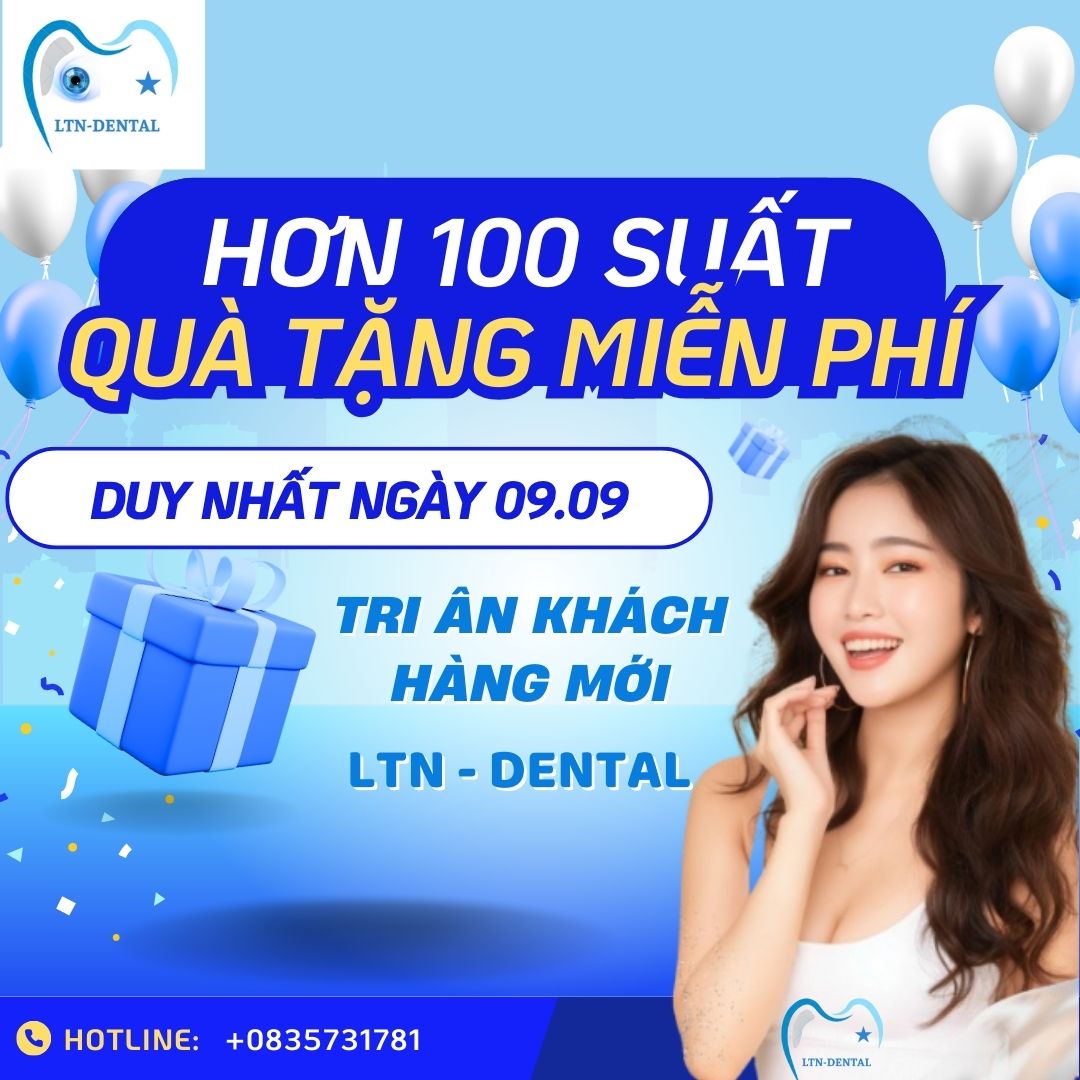 LTN-DENTAL
HƠN 100 SUẤT
QUÀ TẶNG MIỄN PHÍ
DUY NHẤT NGÀY 09.09
TRI ÂN KHÁCH
HÀNG MỚI
LTN - DENTAL
HOTLINE: +0835731781
LTN-DENTAL